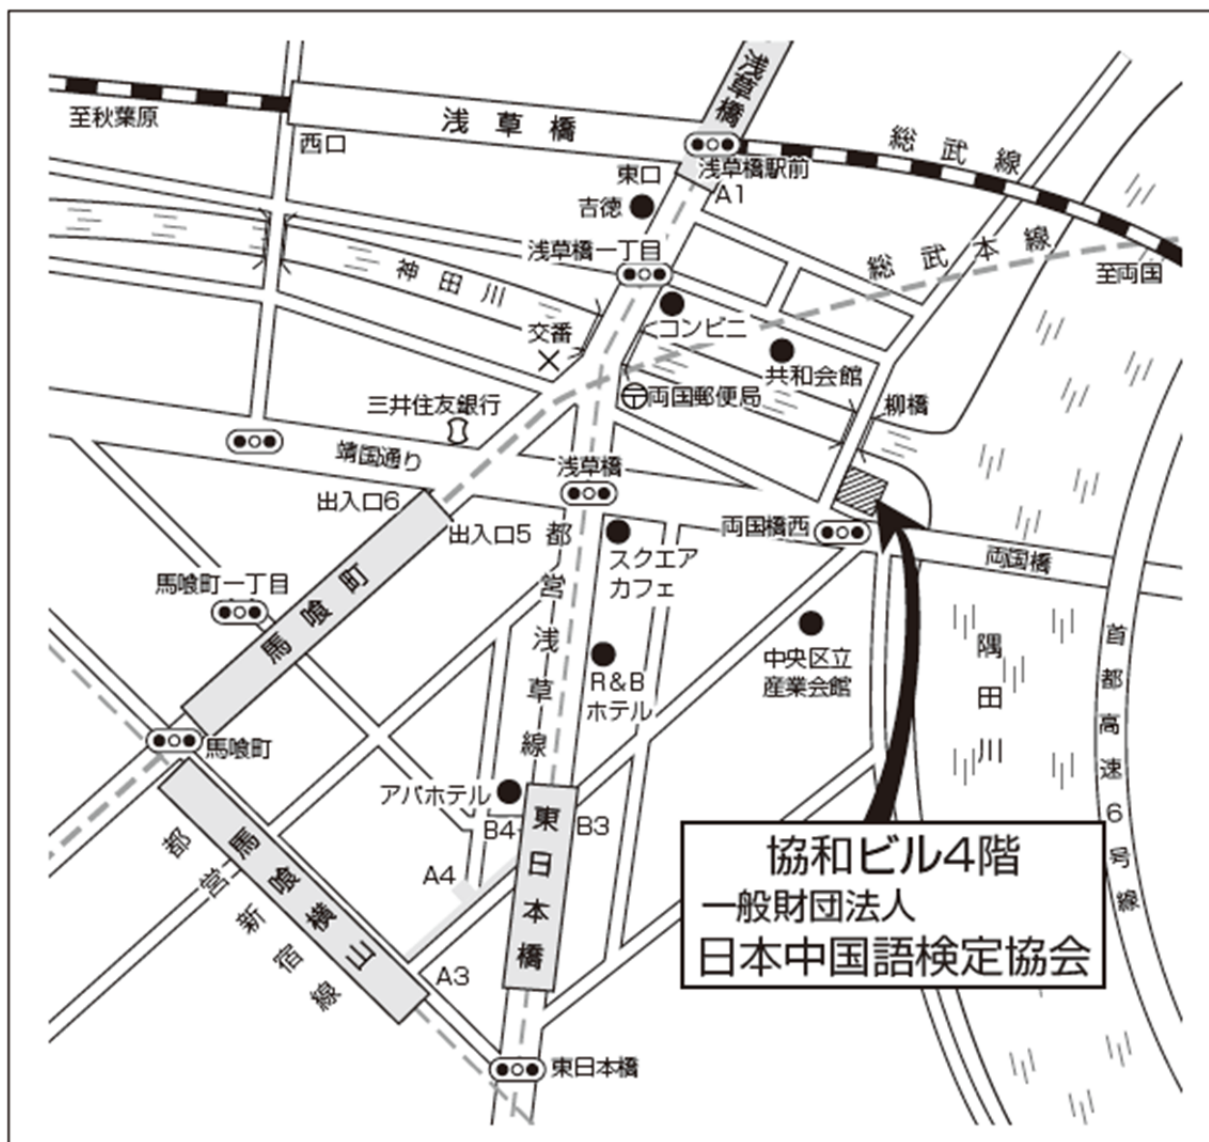 浅草橋
至秋葉原
浅草橋
西口
総武線
浅草橋駅前
東口
A1
吉徳
浅草橋一丁目
総武本線
至両国
神田川
コンビニ
交番
共和会館
両国郵便局
柳橋
三井住友銀行
靖国通り
浅草橋
出入口6
出入口5
都営浅草線
両国橋西
スクエア
カフェ
両国橋
馬喰町一丁目
馬喰町
中央区立
産業会館
隅田川
首都高速6号線
R&B
ホテル
馬喰町
アパホテル
B4
東日本橋
B3
馬喰横山
都営新宿線
A4
A3
東日本橋
協和ビル4階
一般財団法人
日本中国語検定協会